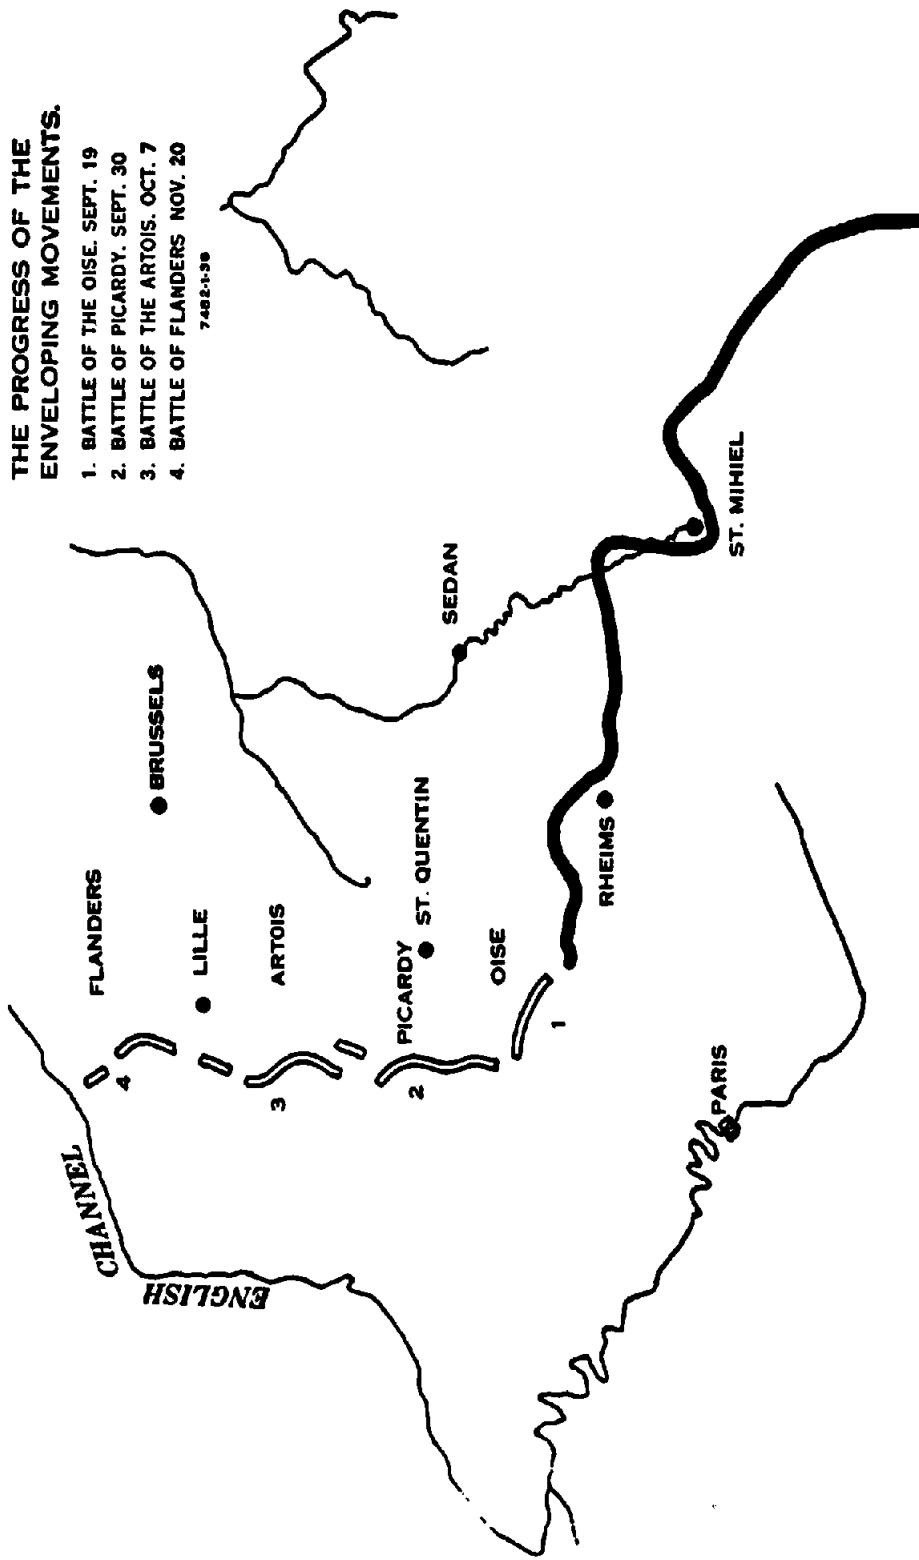 THE PROGRESS OF THE
ENVELOPING MOVEMENTS.
1. BATTLE OF THE OISE. SEPT. 19
2. BATTLE OF PICARDY. SEPT. 30
3. BATTLE OF THE ARTOIS. OCT. 7
4. BATTLE OF FLANDERS NOV. 20
7482-1-36
ENGLISH
CHANNEL
FLANDERS
4
BRUSSELS
LILLE
ARTOIS
3
PICARDY
2
ST. QUENTIN
SEDAN
OISE
1
RHEIMS
PARIS
ST. MIHIEL